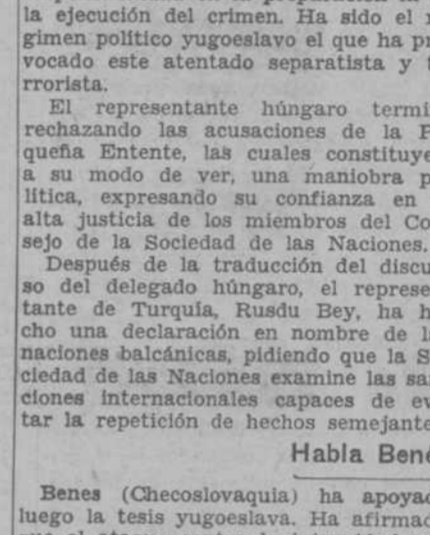 la ejecución del crimen. Ha sido el
gimen político yugoeslavo el que ha pr
vocado este atentado separatista y
rrorista.
El representante húngaro termi
rechazando las acusaciones de la P
queña Entente, las cuales constituye
a su modo de ver, una maniobra p
lítica, expresando su confianza en
alta justicia de los miembros del Co
sejo de la Sociedad de las Naciones.
Después de la traducción del discu
so del delegado húngaro, el represe
tante de Turquía, Rusdu Bey, ha h
cho una declaración en nombre de l
naciones balcánicas, pidiendo que la S
ciedad de las Naciones examine las sa
ciones internacionales capaces de ev
tar la repetición de hechos semejante
Habla Bene
Benes (Checoslovaquia) ha apoyad
luego la tesis yugoeslava. Ha afirmad